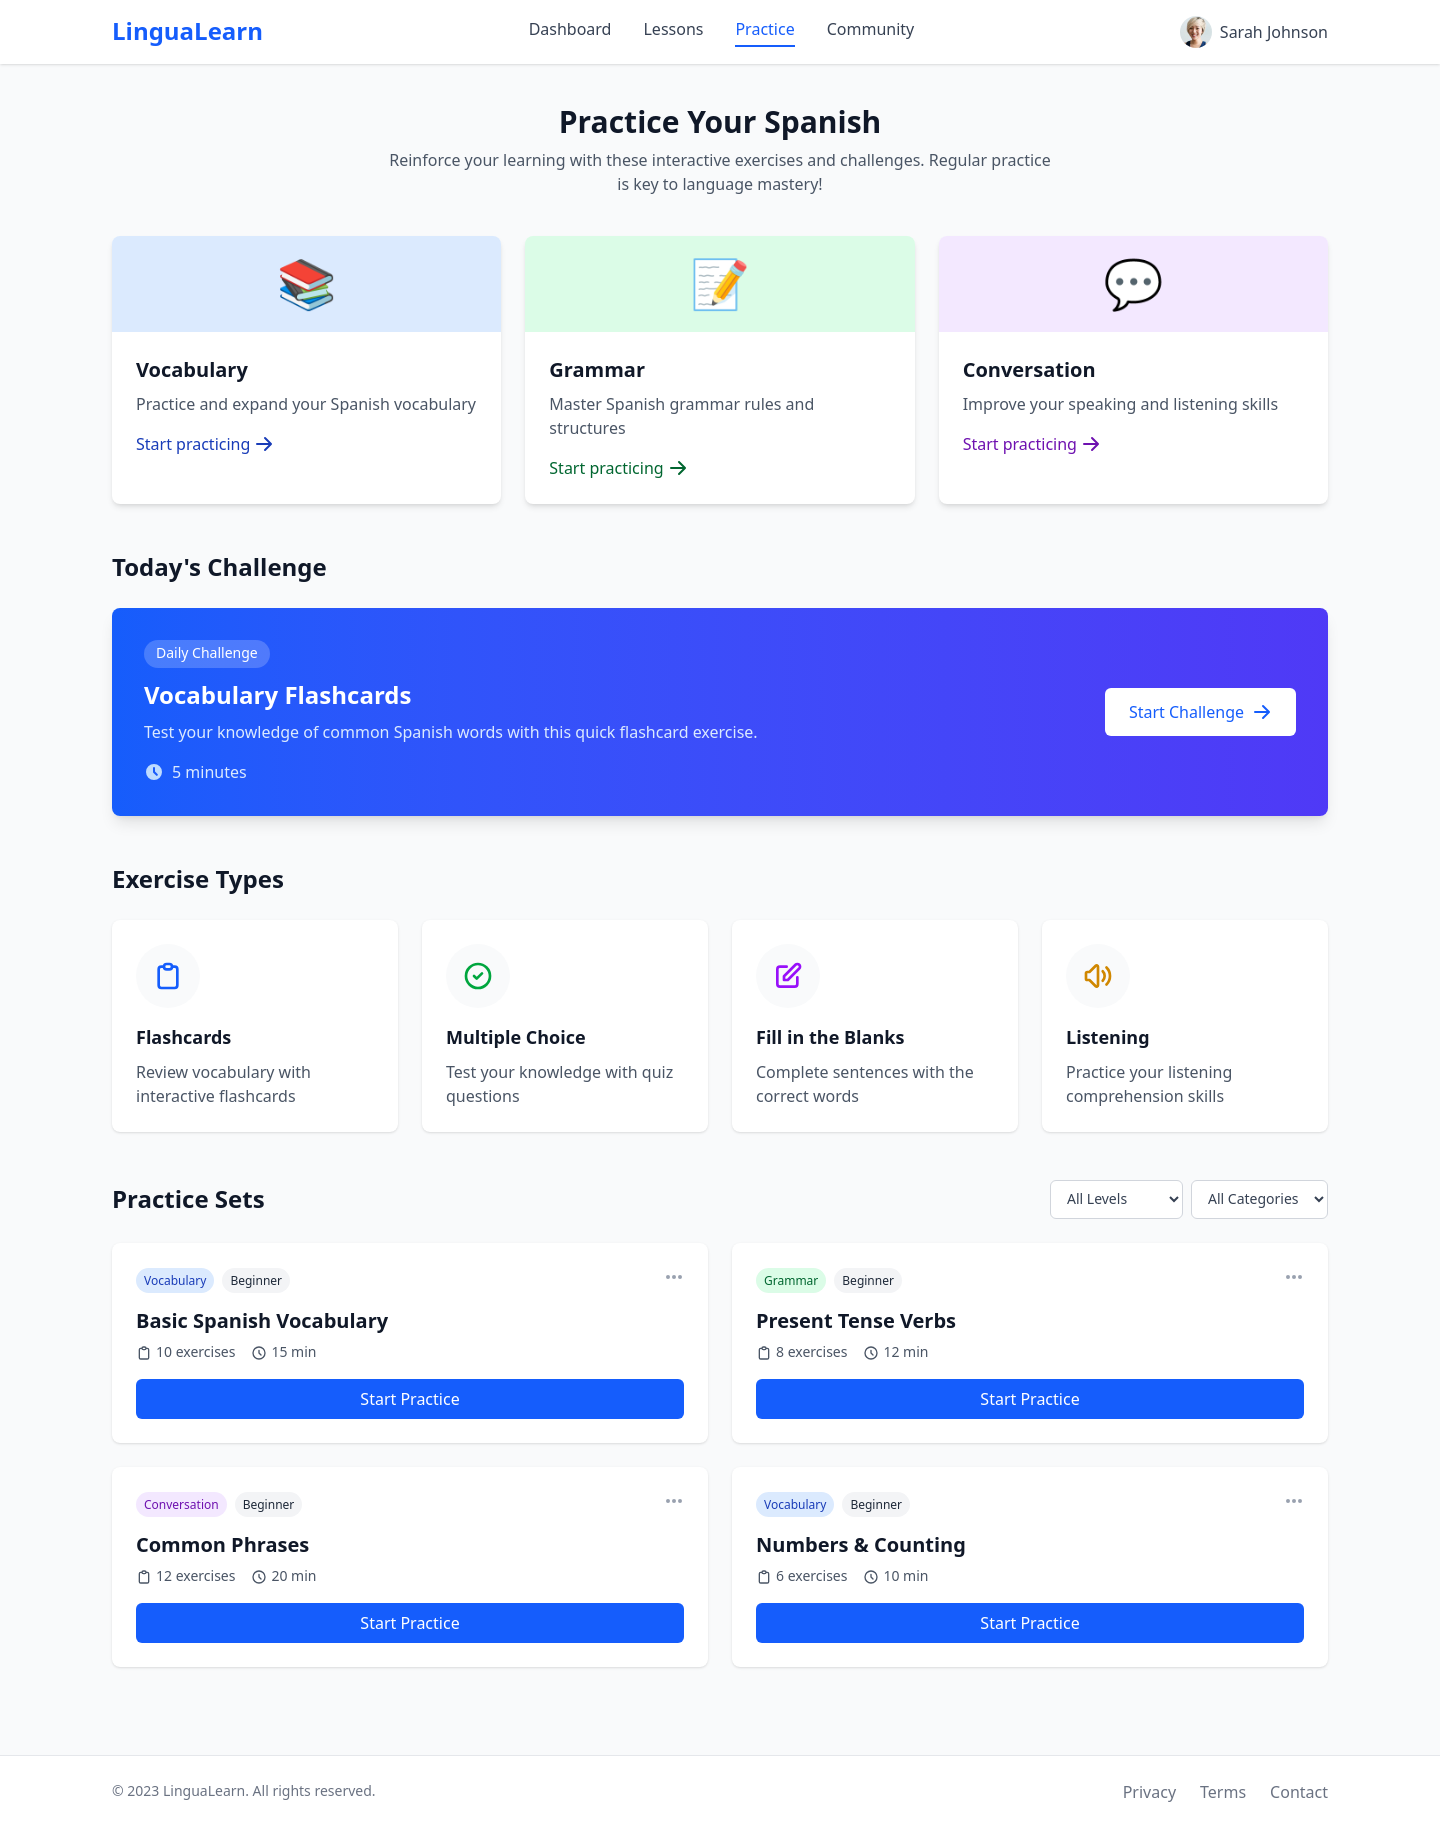 LinguaLearn
Dashboard
Lessons
Practice
Community
Sarah Johnson
Practice Your Spanish
Reinforce your learning with these interactive exercises and challenges. Regular practice
is key to language mastery!
Vocabulary
Practice and expand your Spanish vocabulary
Start practicing
Grammar
Master Spanish grammar rules and
structures
Start practicing
Conversation
Improve your speaking and listening skills
Start practicing
Today's Challenge
Daily Challenge
Vocabulary Flashcards
Test your knowledge of common Spanish words with this quick flashcard exercise.
5 minutes
Start Challenge
Exercise Types
Flashcards
Review vocabulary with
interactive flashcards
Multiple Choice
Test your knowledge with quiz
questions
Fill in the Blanks
Complete sentences with the
correct words
Listening
Practice your listening
comprehension skills
Practice Sets
All Levels
All Categories
Vocabulary
Beginner
Basic Spanish Vocabulary
10 exercises
15 min
Start Practice
Grammar
Beginner
Present Tense Verbs
8 exercises
12 min
Start Practice
Conversation
Beginner
Common Phrases
12 exercises
20 min
Start Practice
Vocabulary
Beginner
Numbers & Counting
6 exercises
10 min
Start Practice
© 2023 LinguaLearn. All rights reserved.
Privacy
Terms
Contact